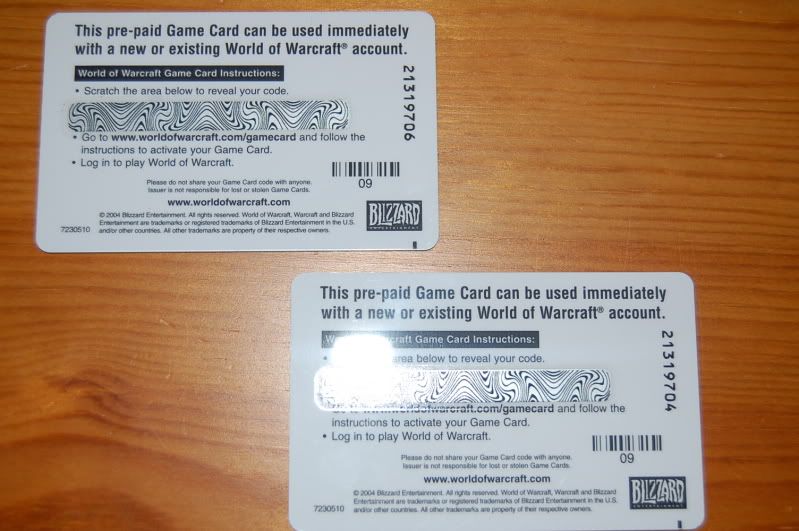 This pre-paid Game Card can be used immediately
with a new or existing World of Warcraft® account.
World of Warcraft Game Card Instructions:
• Scratch the area below to reveal your code.
• Go to www.worldofwarcraft.com/gamecard and follow the
instructions to activate your Game Card.
• Log in to play World of Warcraft.
21319706
09
Please do not share your Game Card code with anyone.
Issuer is not responsible for lost or stolen Game Cards.
www.worldofwarcraft.com
7230510
© 2004 Blizzard Entertainment. All rights reserved. World of Warcraft, Warcraft and Blizzard
Entertainment are trademarks or registered trademarks of Blizzard Entertainment in the U.S.
and/or other countries. All other trademarks are property of their respective owners.
BLIZZARD
ENTERTAINMENT
This pre-paid Game Card can be used immediately
with a new or existing World of Warcraft® account.
craft Game Card Instructions:
• area below to reveal your code.
www.worldofwarcraft.com/gamecard and follow the
instructions to activate your Game Card.
• Log in to play World of Warcraft.
21319704
09
Please do not share your Game Card code with anyone.
Issuer is not responsible for lost or stolen Game Cards.
www.worldofwarcraft.com
7230510
© 2004 Blizzard Entertainment. All rights reserved. World of Warcraft, Warcraft and Blizzard
Entertainment are trademarks or registered trademarks of Blizzard Entertainment in the U.S.
and/or other countries. All other trademarks are property of their respective owners.
BLIZZARD
ENTERTAINMENT